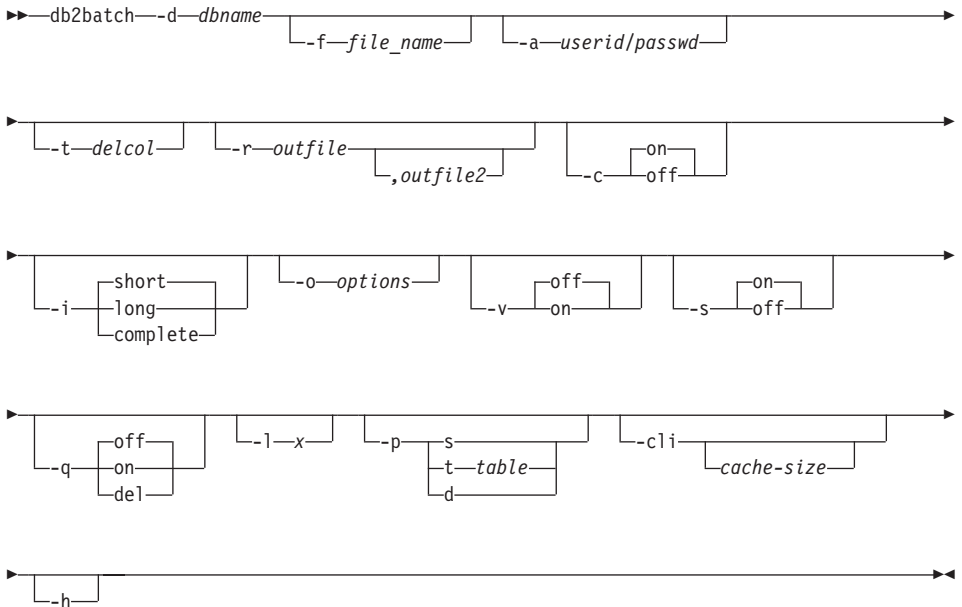 db2batch -d dbname -f file_name -a userid/passwd
-t delcol -r outfile ,outfile2 -c on off
-i short long complete -o options -v off on -s on off
-q off on del -l x -p s t table d -cli cache-size
-h